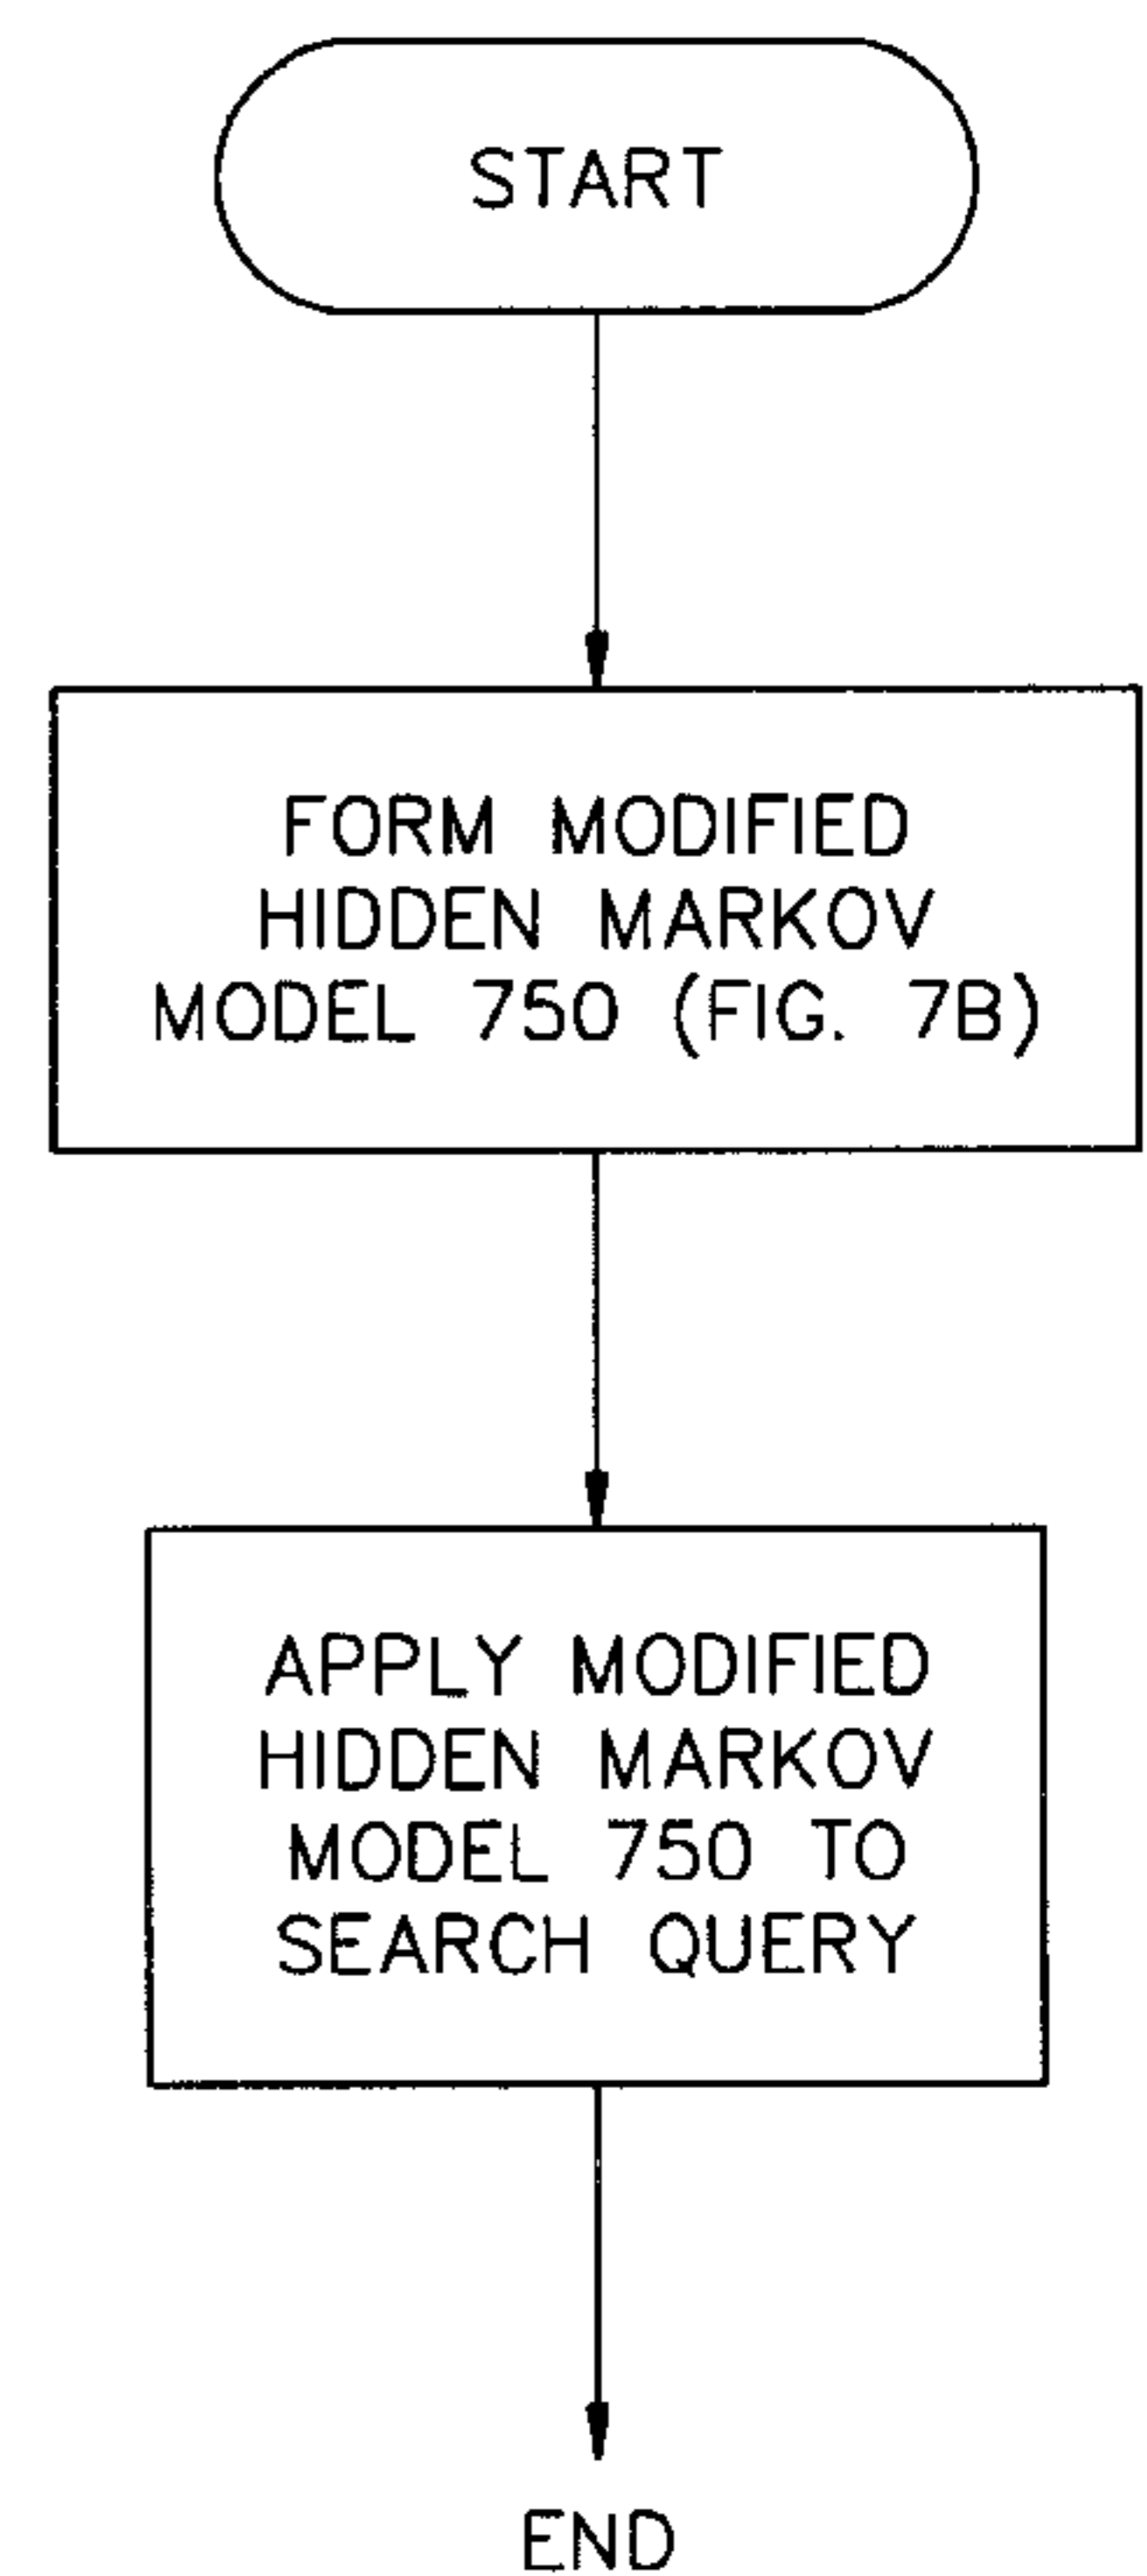 START
FORM MODIFIED
HIDDEN MARKOV
MODEL 750 (FIG. 7B)
APPLY MODIFIED
HIDDEN MARKOV
MODEL 750 TO
SEARCH QUERY
END